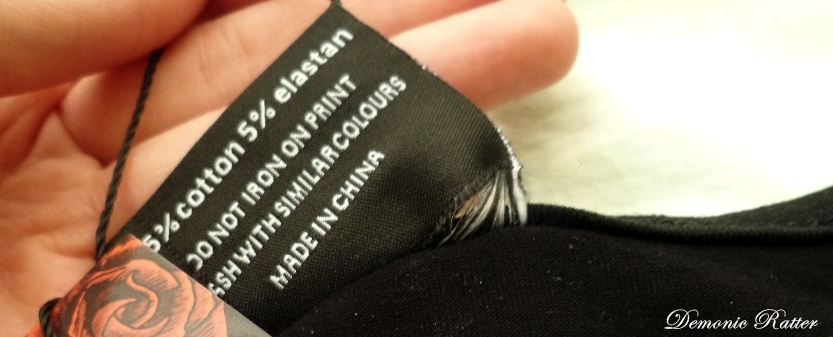 5% cotton 5% elastan
DO NOT IRON ON PRINT
WITH SIMILAR COLOURS
MADE IN CHINA
Demonic Ratter